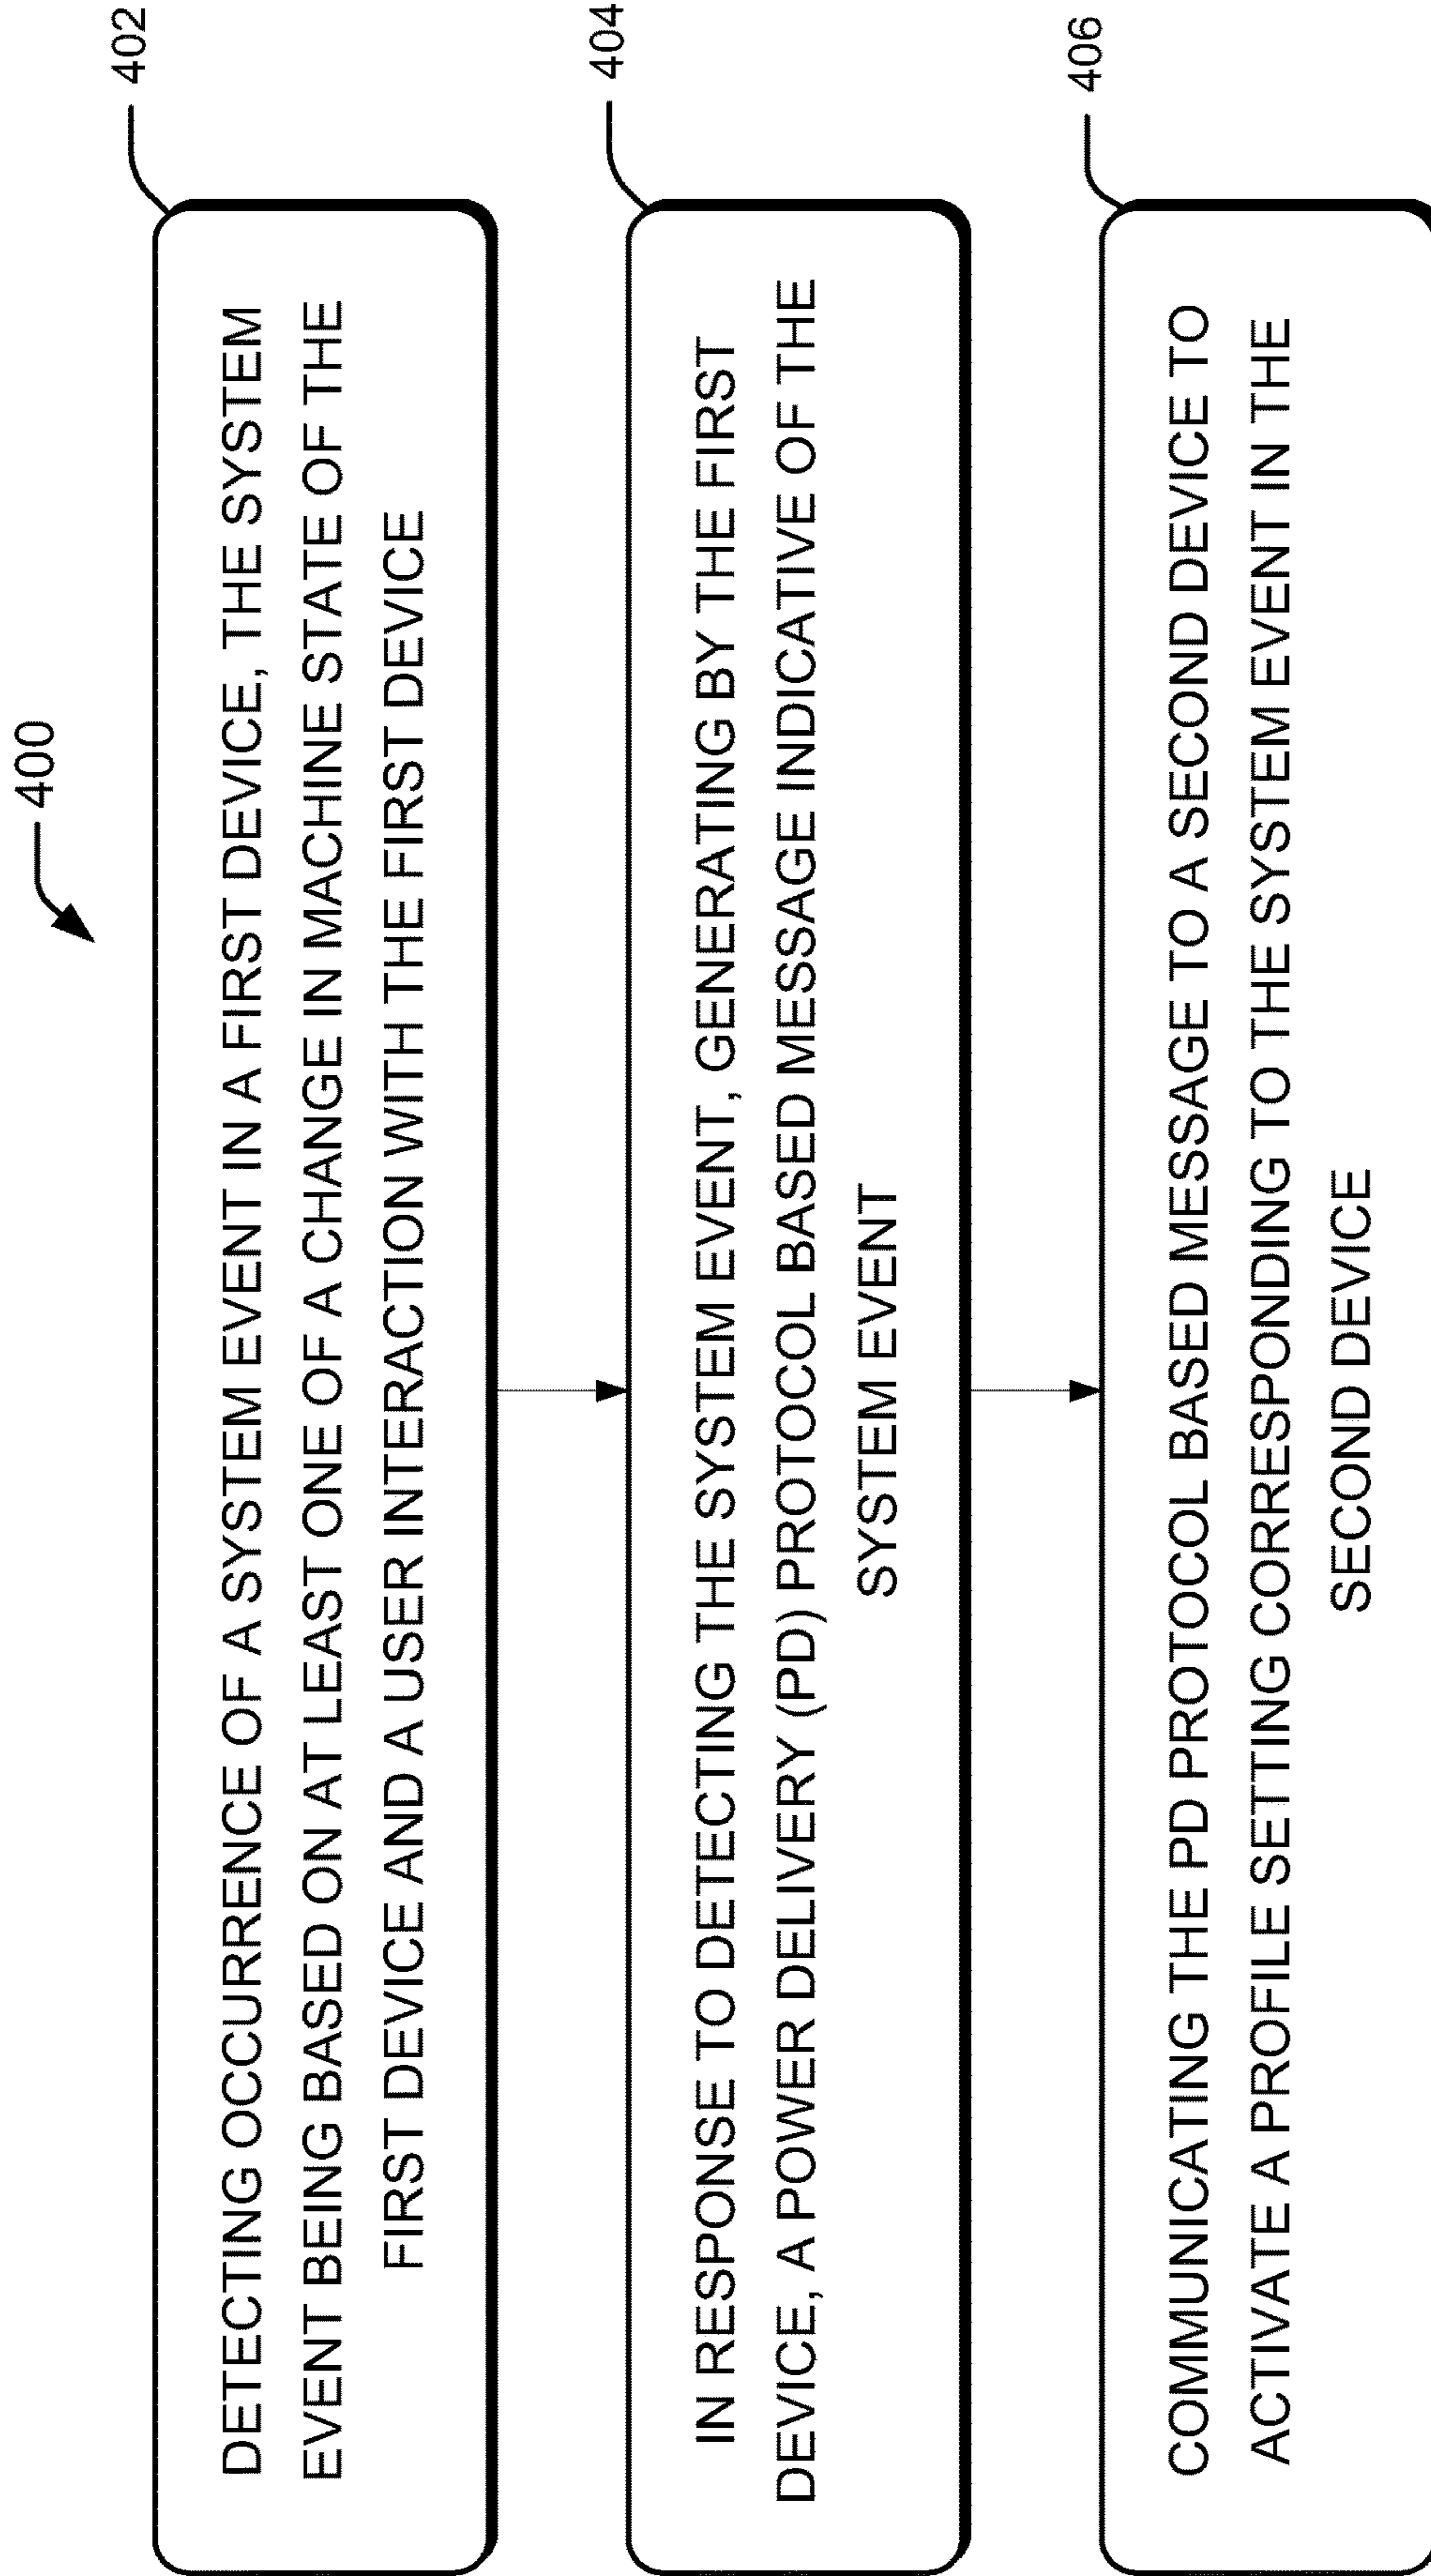 400
402
DETECTING OCCURRENCE OF A SYSTEM EVENT IN A FIRST DEVICE, THE SYSTEM
EVENT BEING BASED ON AT LEAST ONE OF A CHANGE IN MACHINE STATE OF THE
FIRST DEVICE AND A USER INTERACTION WITH THE FIRST DEVICE
404
IN RESPONSE TO DETECTING THE SYSTEM EVENT, GENERATING BY THE FIRST
DEVICE, A POWER DELIVERY (PD) PROTOCOL BASED MESSAGE INDICATIVE OF THE
SYSTEM EVENT
406
COMMUNICATING THE PD PROTOCOL BASED MESSAGE TO A SECOND DEVICE TO
ACTIVATE A PROFILE SETTING CORRESPONDING TO THE SYSTEM EVENT IN THE
SECOND DEVICE